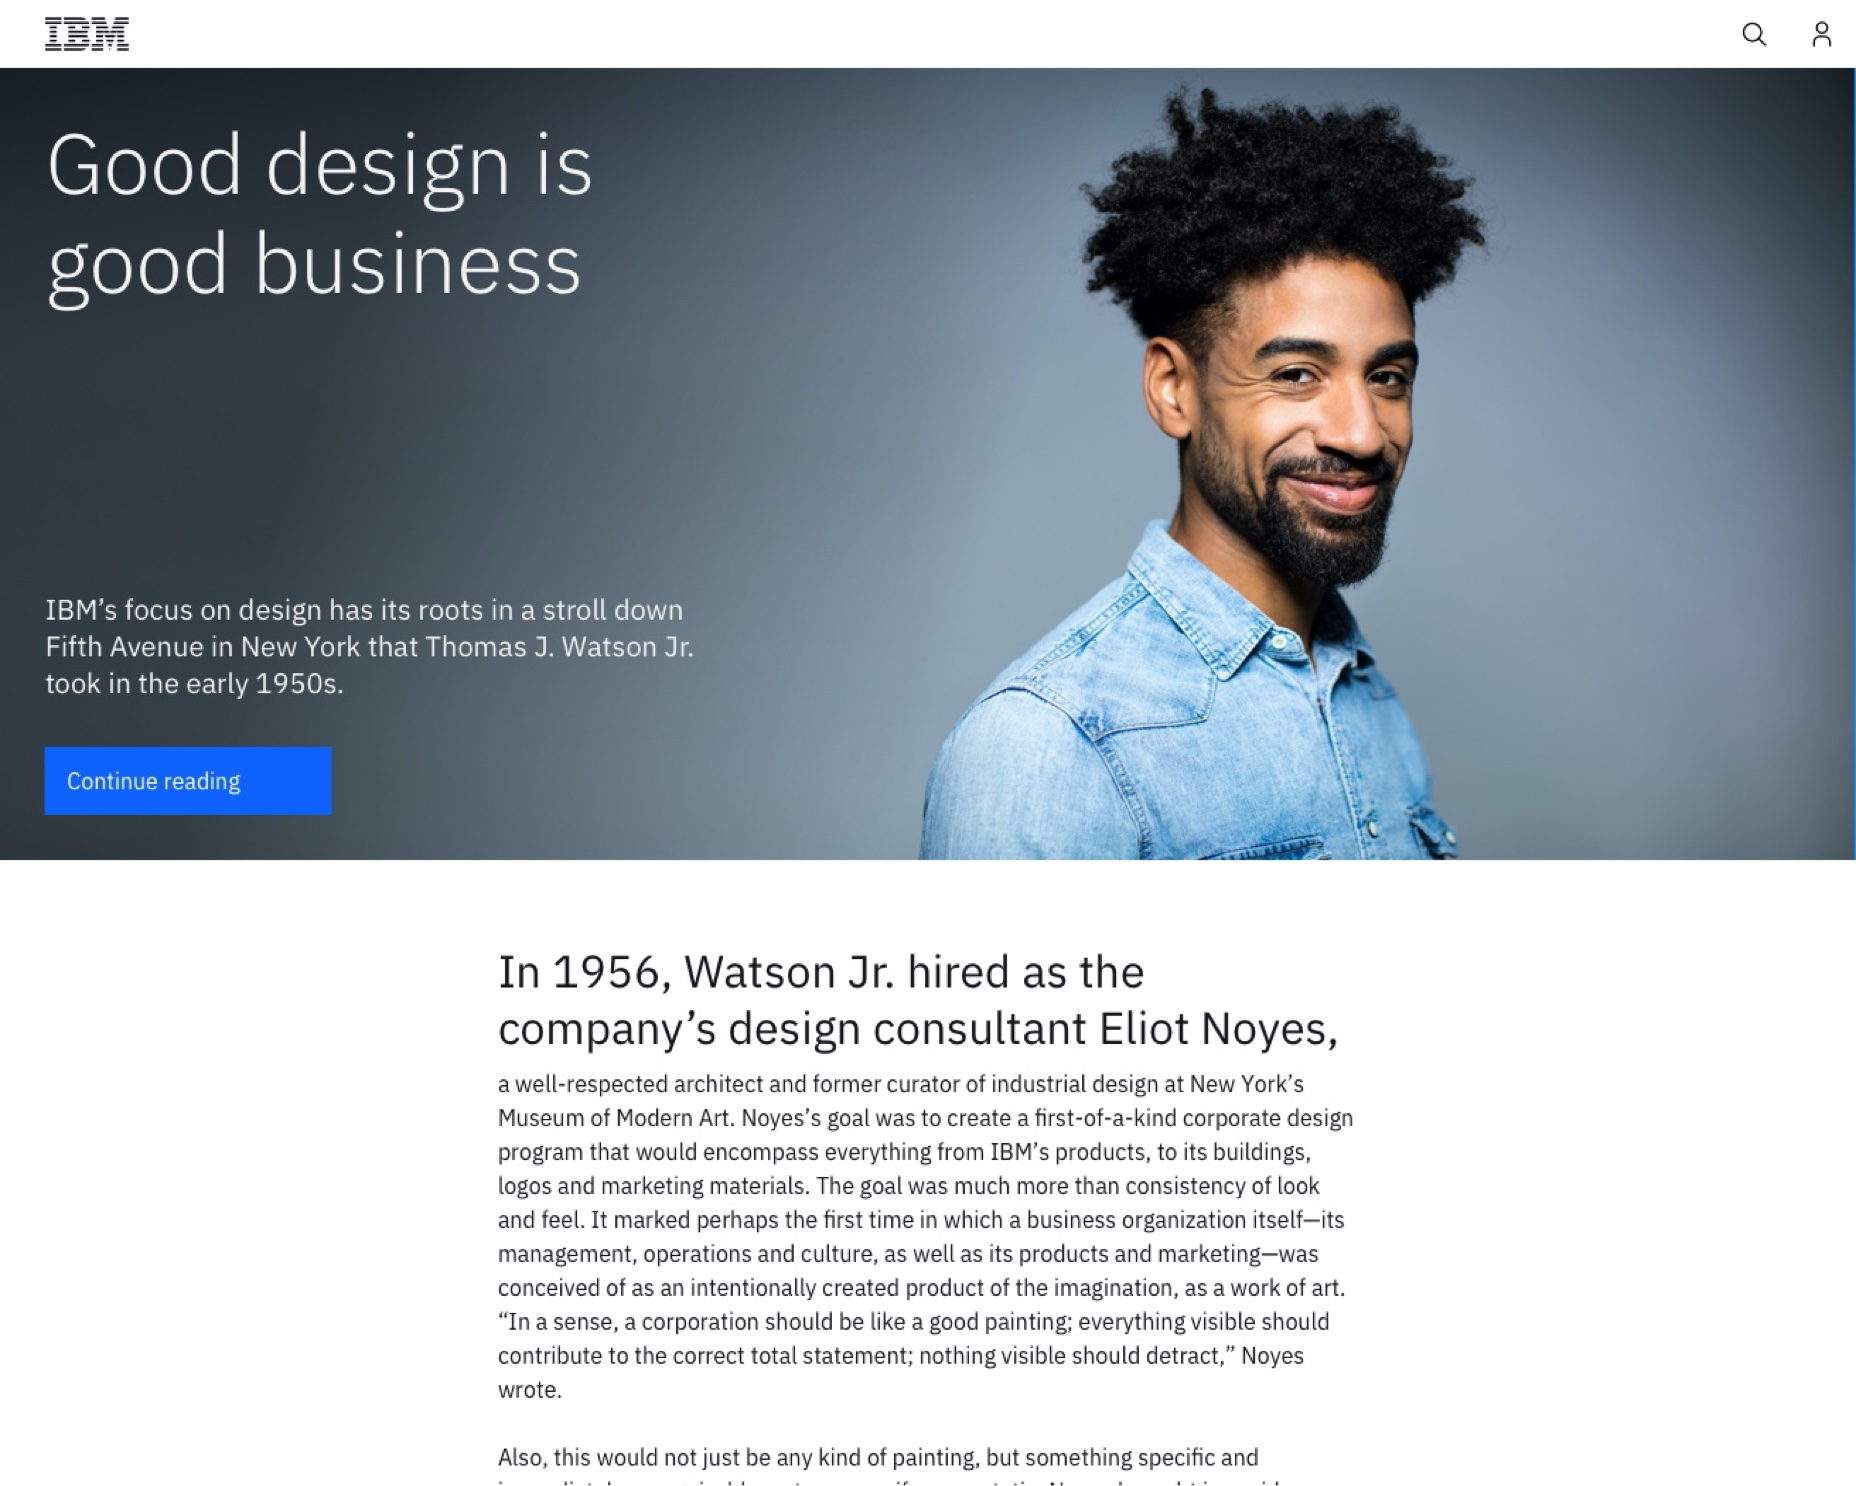 IBM
Good design is
good business
IBM’s focus on design has its roots in a stroll down
Fifth Avenue in New York that Thomas J. Watson Jr.
took in the early 1950s.
Continue reading
In 1956, Watson Jr. hired as the
company’s design consultant Eliot Noyes,
a well-respected architect and former curator of industrial design at New York’s
Museum of Modern Art. Noyes’s goal was to create a first-of-a-kind corporate design
program that would encompass everything from IBM’s products, to its buildings,
logos and marketing materials. The goal was much more than consistency of look
and feel. It marked perhaps the first time in which a business organization itself—its
management, operations and culture, as well as its products and marketing—was
conceived of as an intentionally created product of the imagination, as a work of art.
“In a sense, a corporation should be like a good painting; everything visible should
contribute to the correct total statement; nothing visible should detract,” Noyes
wrote.
Also, this would not just be any kind of painting, but something specific and